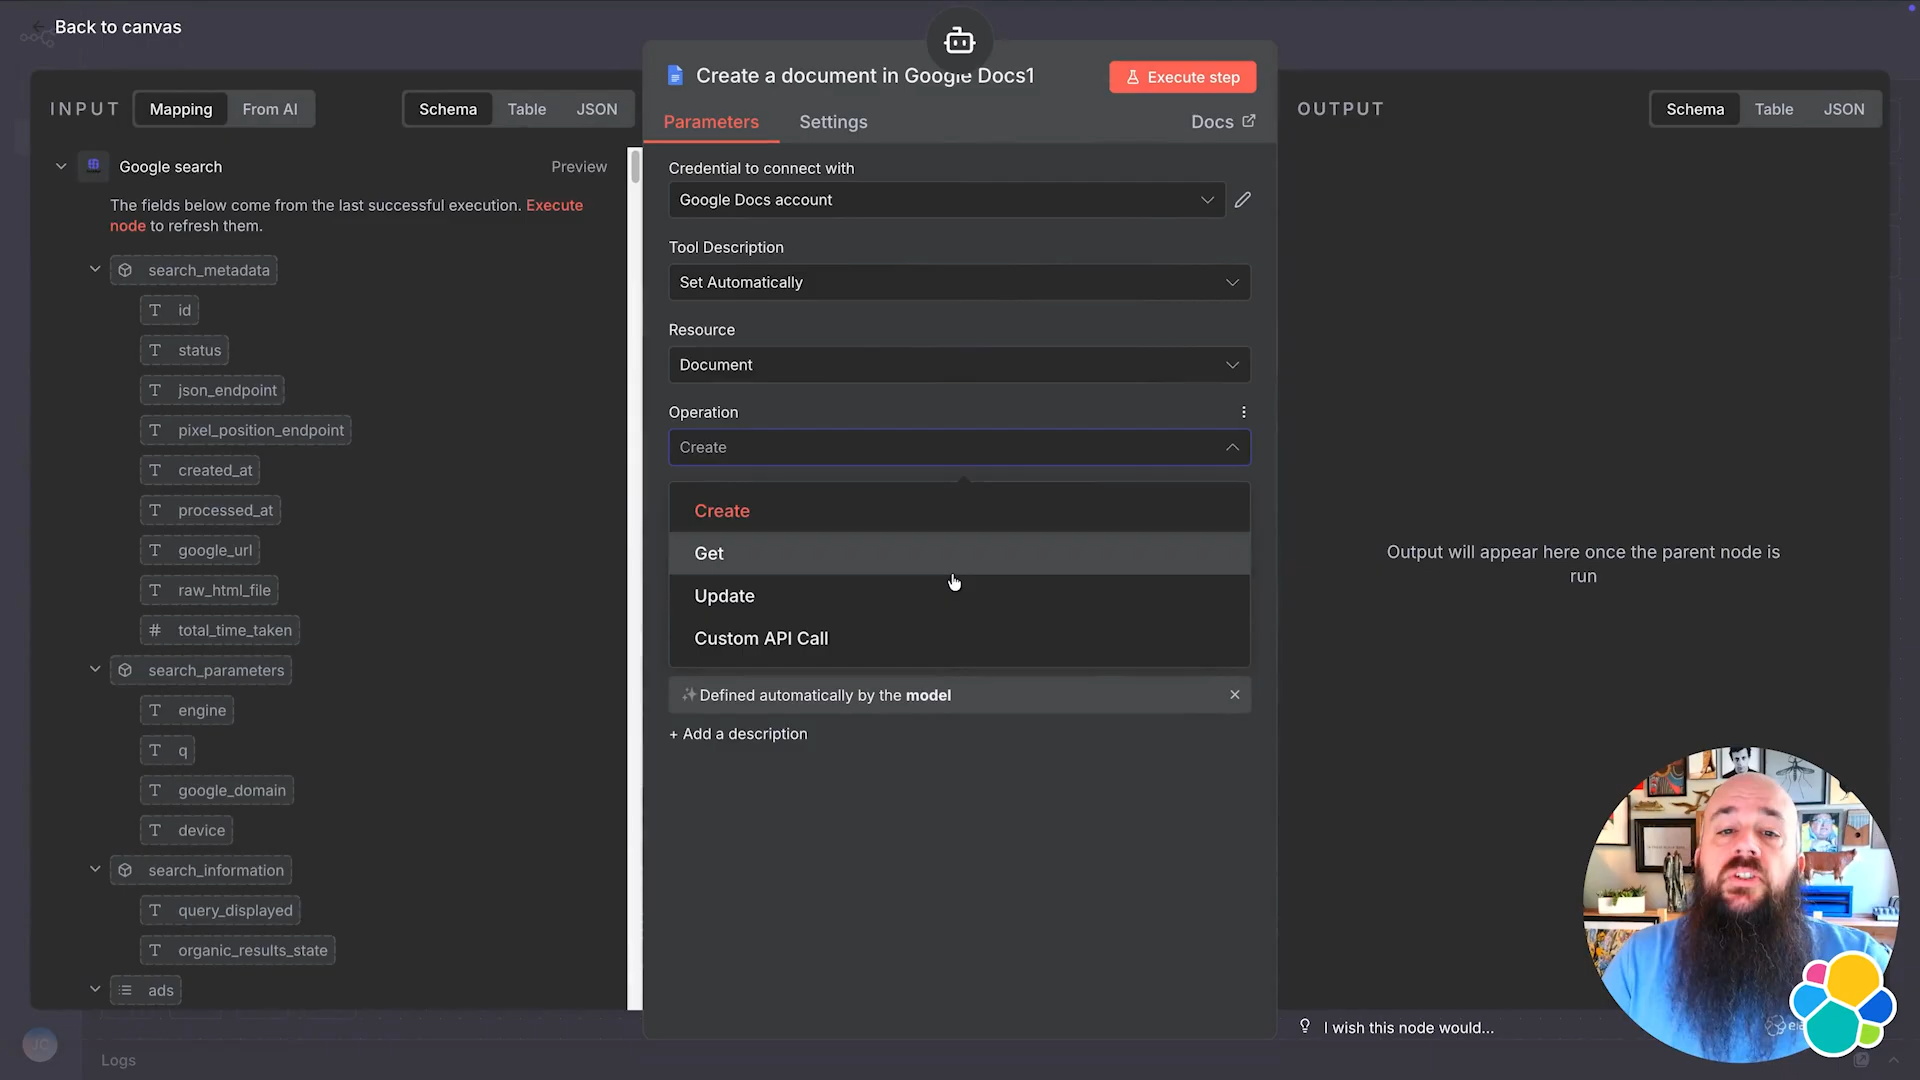 Back to canvas
INPUT
Mapping
From AI
Schema
Table
JSON
Google search
Preview
The fields below come from the last successful execution. Execute
node to refresh them.
search_metadata
id
status
json_endpoint
pixel_position_endpoint
created_at
processed_at
google_url
raw_html_file
# total_time_taken
search_parameters
engine
q
google_domain
device
search_information
query_displayed
organic_results_state
ads
Create a document in Google Docs1
Execute step
Parameters
Settings
Docs
Credential to connect with
Google Docs account
Tool Description
Set Automatically
Resource
Document
Operation
Create
Create
Get
Update
Custom API Call
Defined automatically by the model
+ Add a description
OUTPUT
Schema
Table
JSON
Output will appear here once the parent node is
run
I wish this node would...
JC
Logs